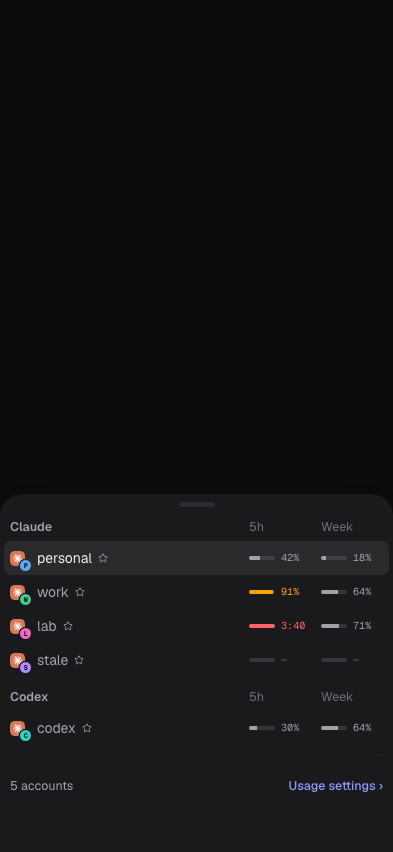 Claude 5h Week
P personal ☆ 42% 18%
W work ☆ 91% 64%
L lab ☆ 3:40 71%
S stale ☆ – –
Codex 5h Week
C codex ☆ 30% 64%
5 accounts Usage settings ›